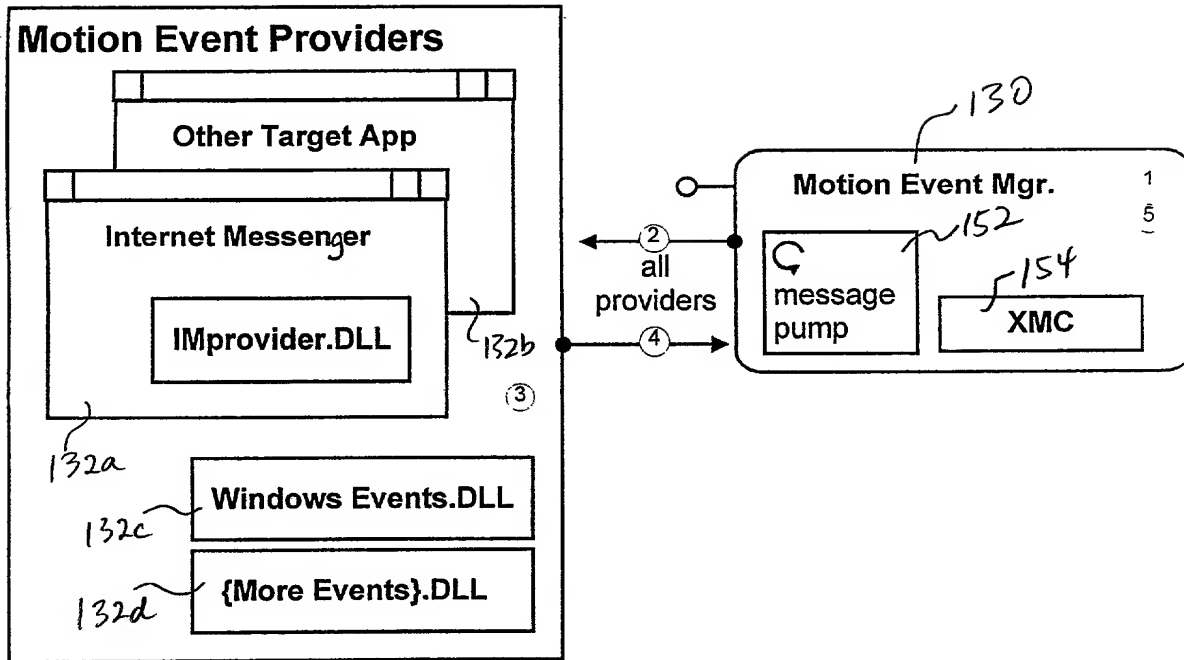 Motion Event Providers
Other Target App
Internet Messenger
IMprovider.DLL
132b
3
132a
Windows Events.DLL
132c
{More Events}.DLL
132d
2
all
providers
4
130
Motion Event Mgr.
1
5
152
message
pump
154
XMC